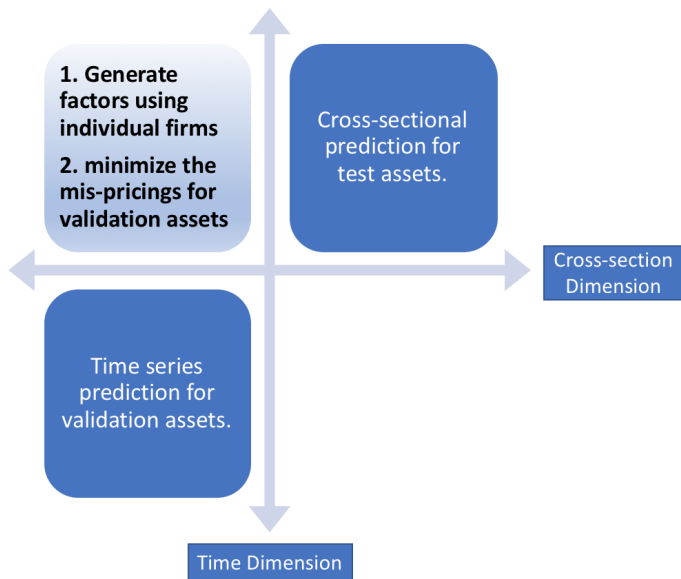 1. Generate
factors using
individual firms
2. minimize the
mis-pricings for
validation assets
Cross-sectional
prediction for
test assets.
Cross-section
Dimension
Time series
prediction for
validation assets.
Time Dimension